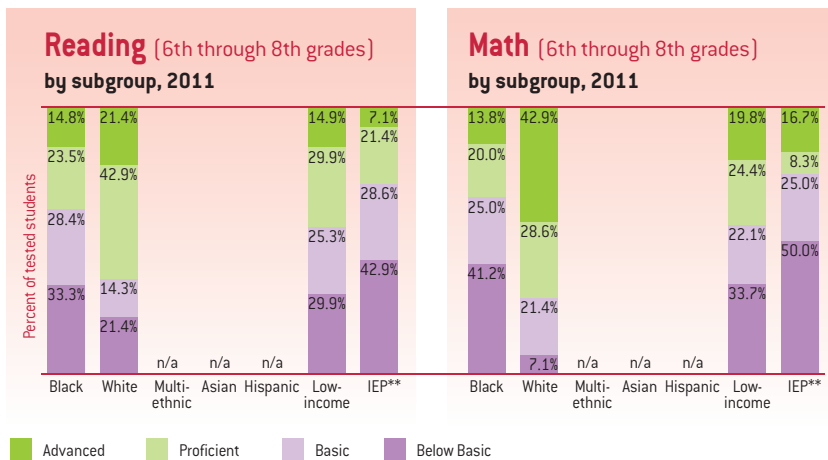 Reading (6th through 8th grades)
by subgroup, 2011
Percent of tested students
14.8% 21.4% 14.9% 7.1%
21.4%
23.5% 29.9%
42.9%
28.6%
28.4%
25.3%
42.9%
33.3% 14.3% 29.9%
21.4%
n/a n/a n/a
Black White Multi-ethnic Asian Hispanic Low-income IEP**
Math (6th through 8th grades)
by subgroup, 2011
13.8% 42.9% 19.8% 16.7%
20.0% 8.3%
24.4% 25.0%
25.0%
28.6% 22.1%
50.0%
41.2%
33.7%
21.4%
7.1% n/a n/a n/a
Black White Multi-ethnic Asian Hispanic Low-income IEP**
Advanced Proficient Basic Below Basic